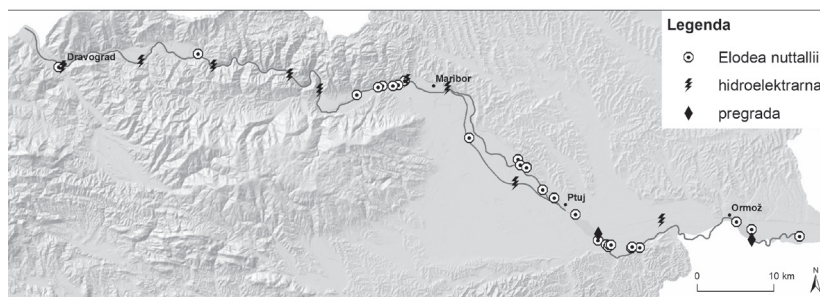 Legenda
Elodea nuttallii
hidroelektrarna
pregrada
Dravograd
Maribor
Ptuj
Ormož
0 10 km
N